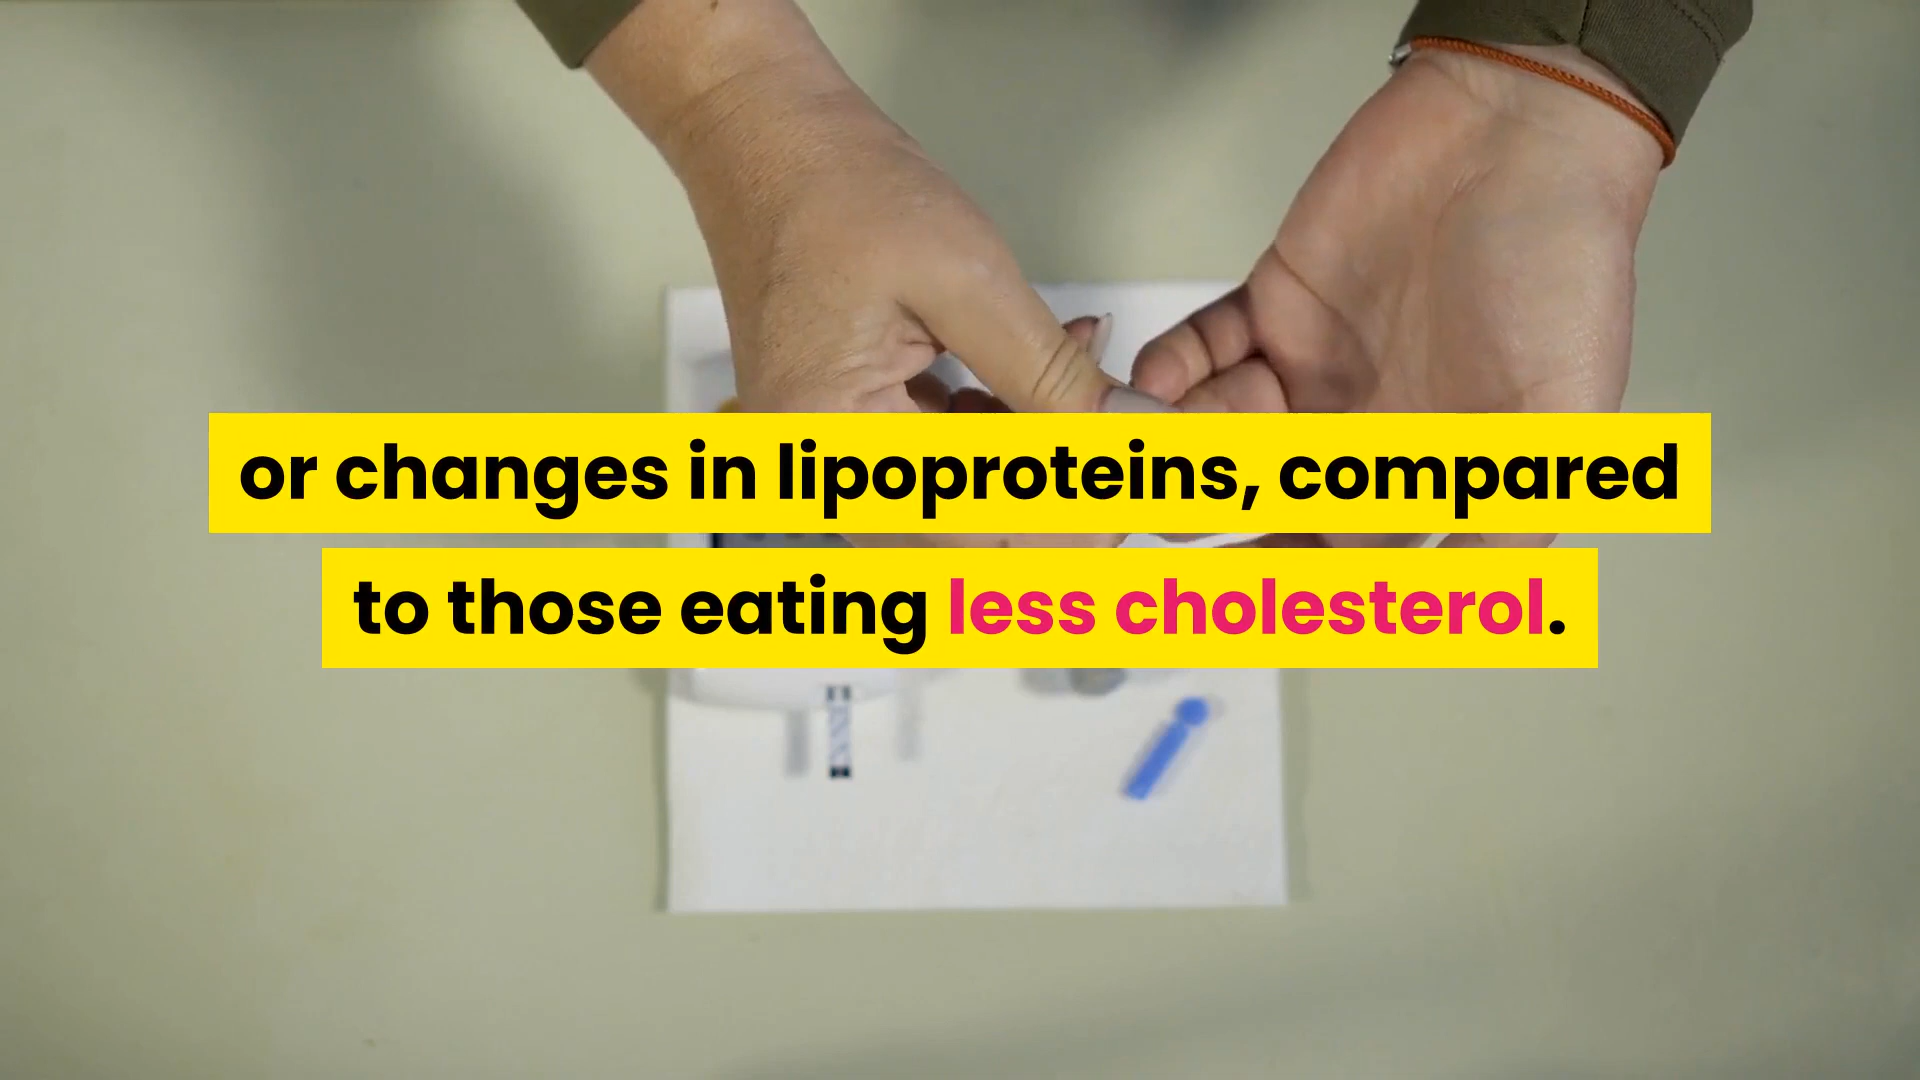 or changes in lipoproteins, compared
to those eating less cholesterol.